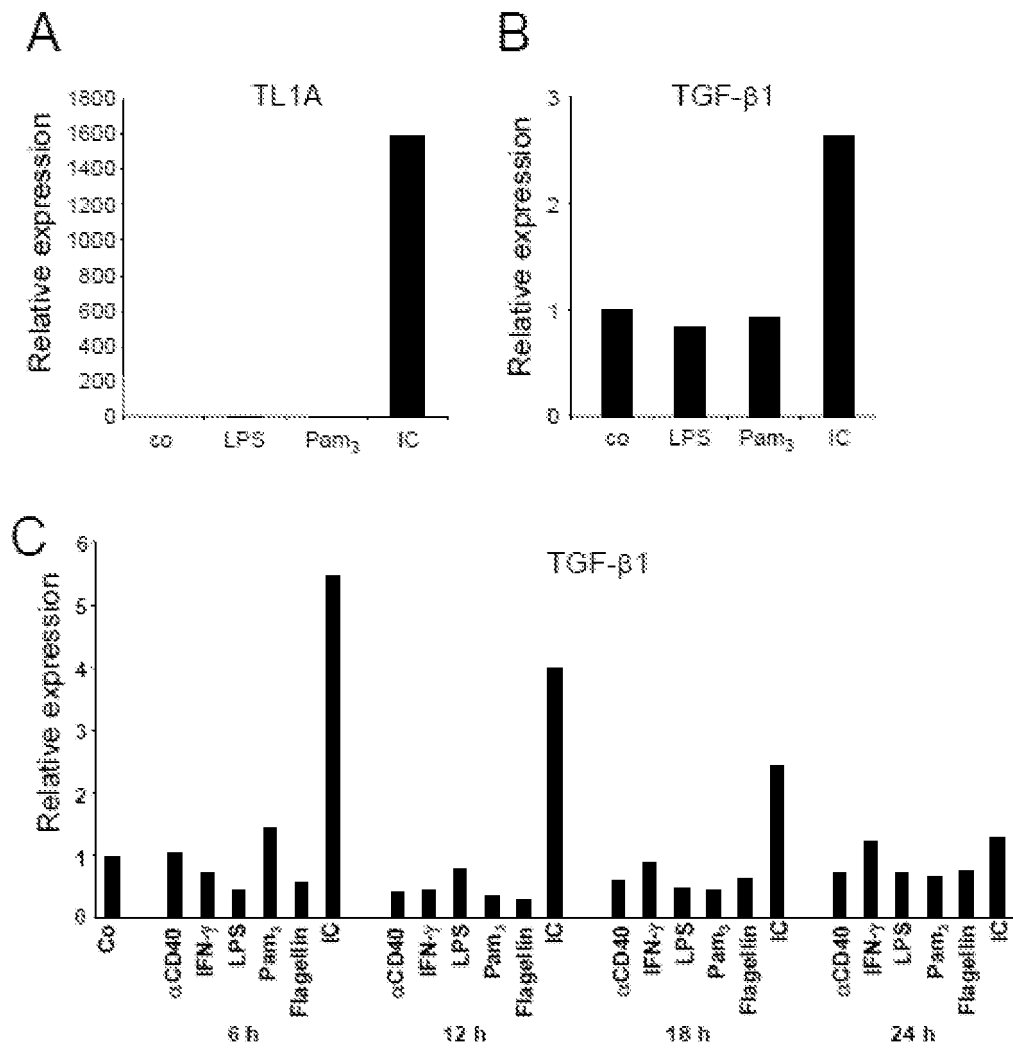 A
TL1A
Relative expression
1800
1600
1400
1200
1000
800
600
400
200
0
co LPS Pam₃ IC
B
TGF-β1
Relative expression
3
2
1
0
co LPS Pam₃ IC
C
TGF-β1
Relative expression
6
5
4
3
2
1
0
Co αCD40 IFN-γ LPS Pam₃ Flagellin IC αCD40 IFN-γ LPS Pam₃ Flagellin IC αCD40 IFN-γ LPS Pam₃ Flagellin IC αCD40 IFN-γ LPS Pam₃ Flagellin IC
6 h 12 h 18 h 24 h